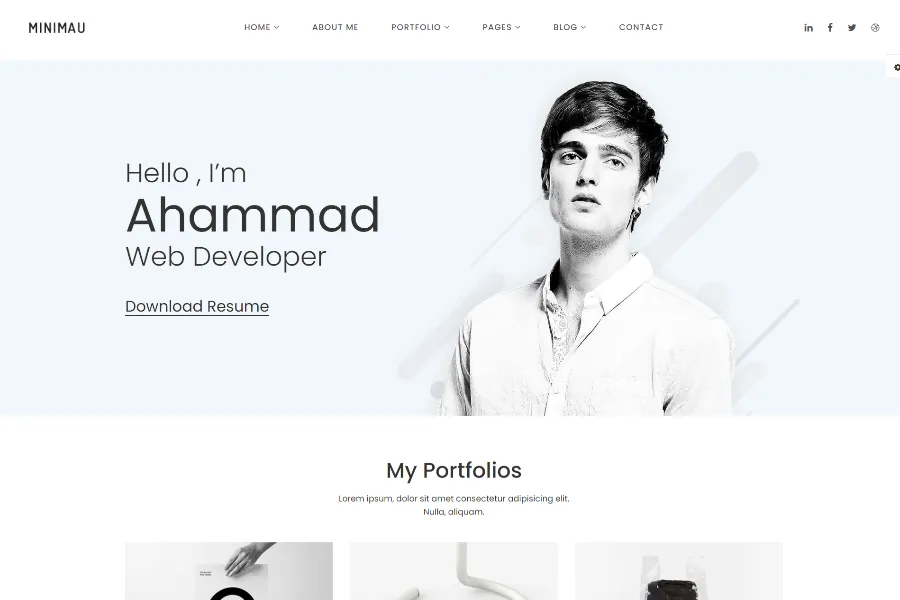 MINIMAU
HOME
ABOUT ME
PORTFOLIO
PAGES
BLOG
CONTACT
Hello , I'm
Ahammad
Web Developer
Download Resume
My Portfolios
Lorem ipsum, dolor sit amet consectetur adipisicing elit.
Nulla, aliquam.